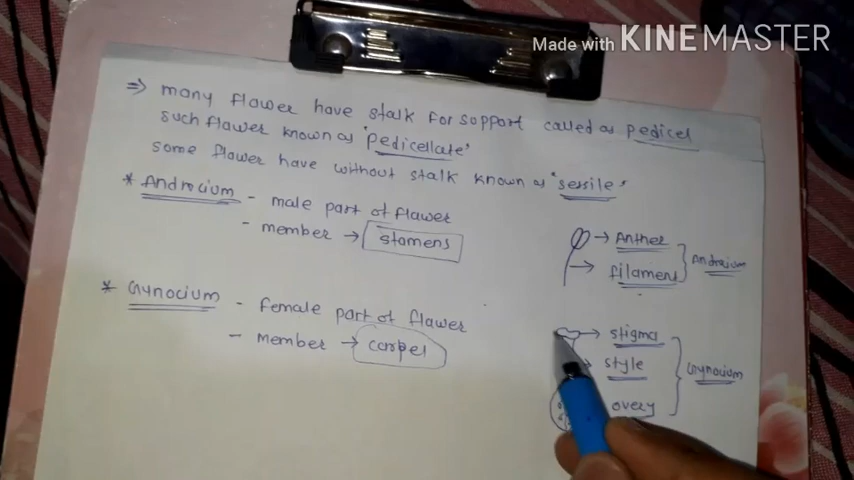 Made with KINEMASTER
⇒ many flower have stalk for support called as pedicel
such flower known as "pedicellate"
some flower have without stalk known as "sessile"
* Androcium - male part of flower
- member → stamens
→ Anther
→ filament
Androcium
* Gynocium - female part of flower
- member → carpel
→ stigma
style
overy
Gynocium